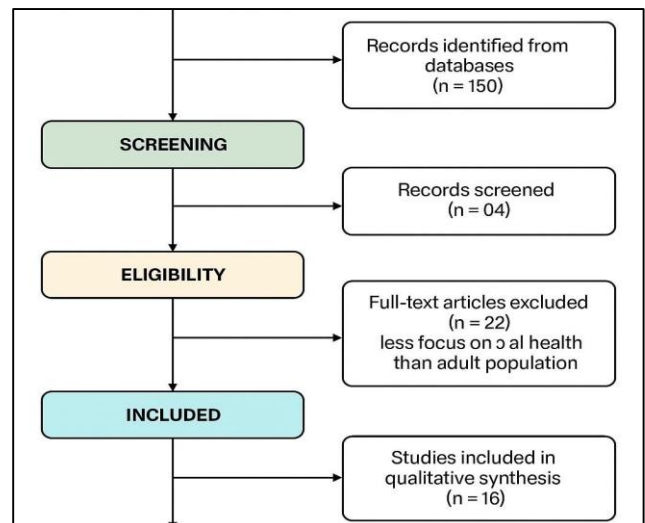 Records identified from
databases
(n = 150)
SCREENING
Records screened
(n = 04)
ELIGIBILITY
Full-text articles excluded
(n = 22)
less focus on health
than adult population
INCLUDED
Studies included in
qualitative synthesis
(n = 16)